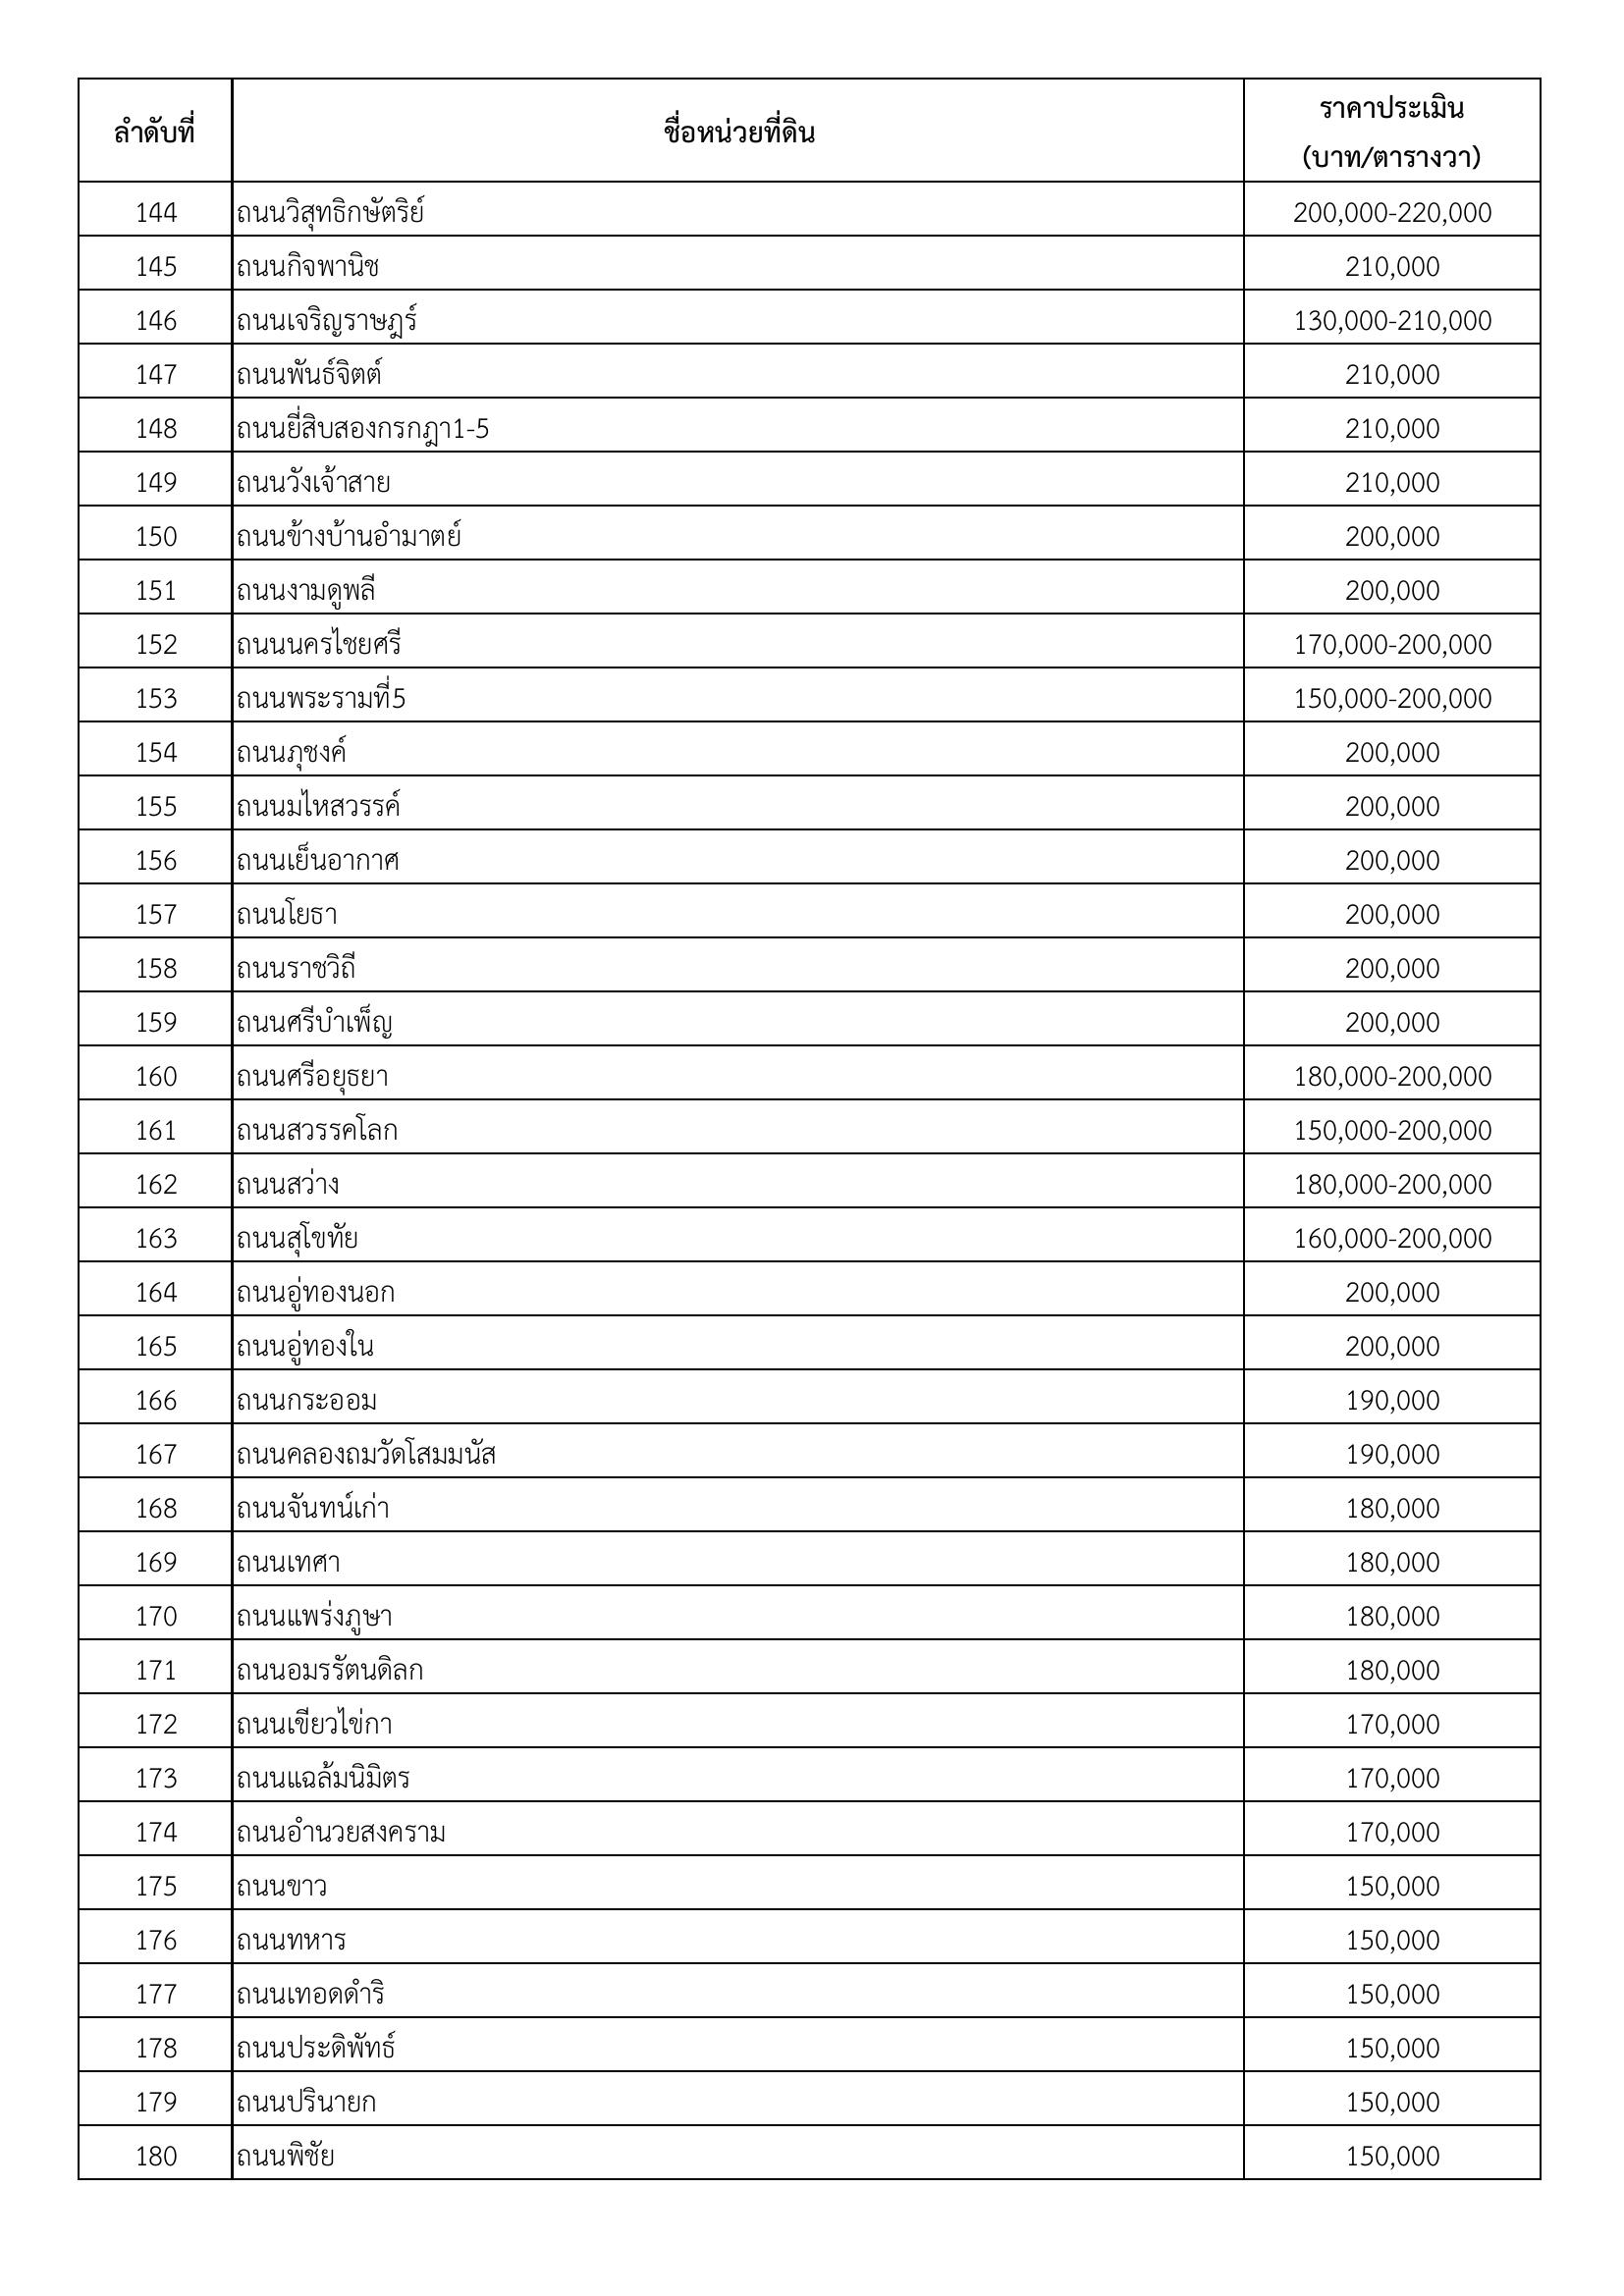 ลำดับที่ ชื่อหน่วยที่ดิน ราคาประเมิน
(บาท/ตารางวา)
144 ถนนวิสุทธิกษัตริย์ 200,000-220,000
145 ถนนกิจพานิช 210,000
146 ถนนเจริญราษฎร์ 130,000-210,000
147 ถนนพันธ์จิตต์ 210,000
148 ถนนยี่สิบสองกรกฎา1-5 210,000
149 ถนนวังเจ้าสาย 210,000
150 ถนนข้างบ้านอำมาตย์ 200,000
151 ถนนงามดูพลี 200,000
152 ถนนนครไชยศรี 170,000-200,000
153 ถนนพระรามที่5 150,000-200,000
154 ถนนภุชงค์ 200,000
155 ถนนมไหสวรรค์ 200,000
156 ถนนเย็นอากาศ 200,000
157 ถนนโยธา 200,000
158 ถนนราชวิถี 200,000
159 ถนนศรีบำเพ็ญ 200,000
160 ถนนศรีอยุธยา 180,000-200,000
161 ถนนสวรรคโลก 150,000-200,000
162 ถนนสว่าง 180,000-200,000
163 ถนนสุโขทัย 160,000-200,000
164 ถนนอู่ทองนอก 200,000
165 ถนนอู่ทองใน 200,000
166 ถนนกระออม 190,000
167 ถนนคลองถมวัดโสมมนัส 190,000
168 ถนนจันทน์เก่า 180,000
169 ถนนเทศา 180,000
170 ถนนแพร่งภูษา 180,000
171 ถนนอมรรัตนดิลก 180,000
172 ถนนเขียวไข่กา 170,000
173 ถนนแฉล้มนิมิตร 170,000
174 ถนนอำนวยสงคราม 170,000
175 ถนนขาว 150,000
176 ถนนทหาร 150,000
177 ถนนเทอดดำริ 150,000
178 ถนนประดิพัทธ์ 150,000
179 ถนนปรินายก 150,000
180 ถนนพิชัย 150,000